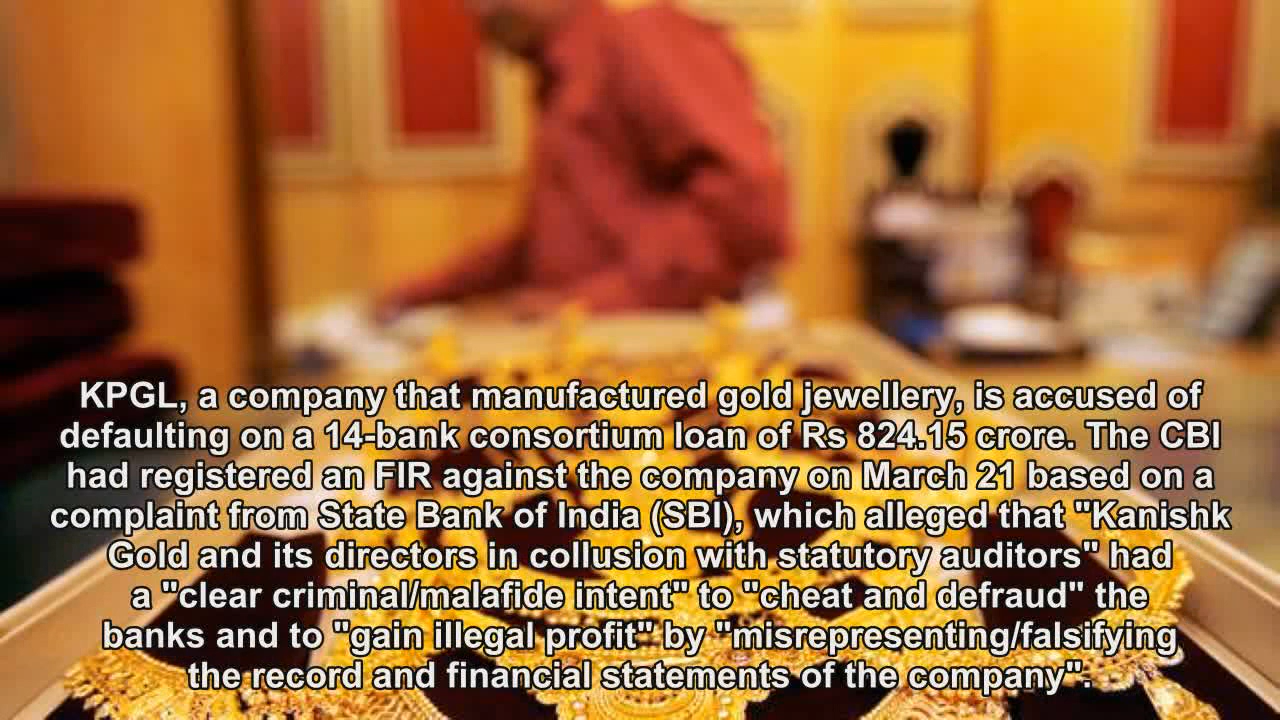 KPGL, a company that manufactured gold jewellery, is accused of
defaulting on a 14-bank consortium loan of Rs 824.15 crore. The CBI
had registered an FIR against the company on March 21 based on a
complaint from State Bank of India (SBI), which alleged that "Kanishk
Gold and its directors in collusion with statutory auditors" had
a "clear criminal/malafide intent" to "cheat and defraud" the
banks and to "gain illegal profit" by "misrepresenting/falsifying
the record and financial statements of the company".